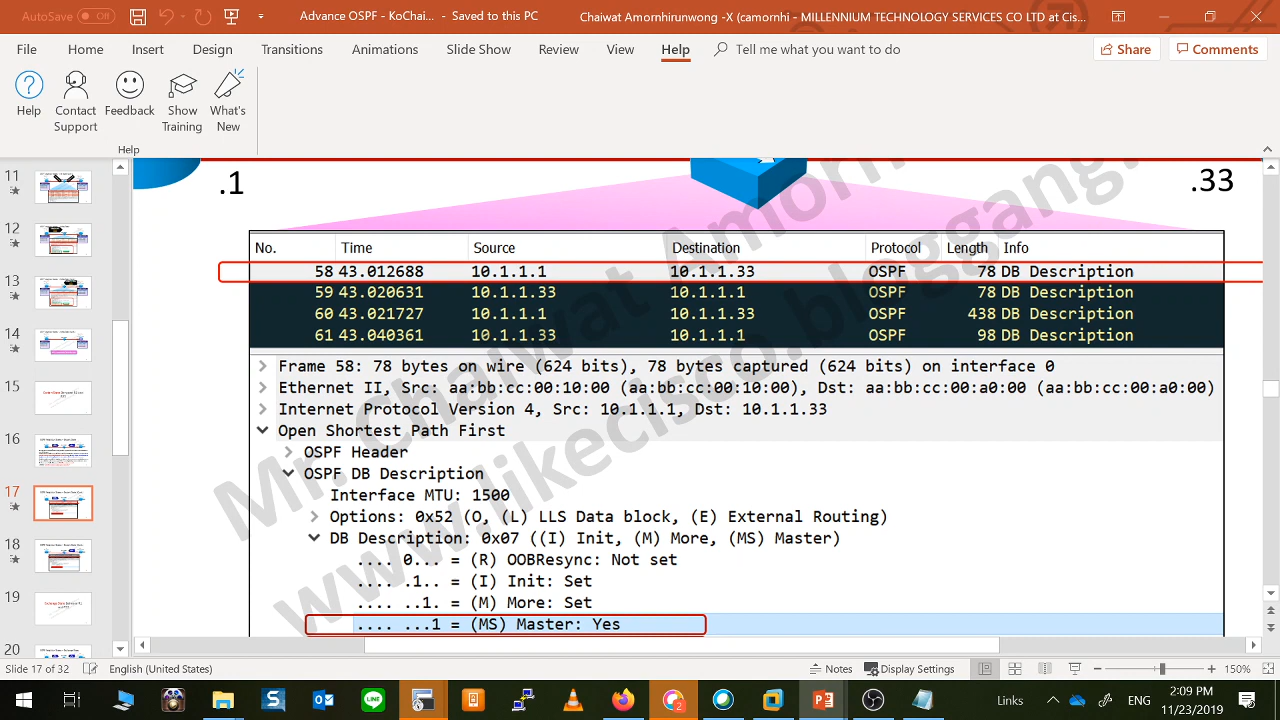 AutoSave Off Advance OSPF - KoChai... - Saved to this PC Chaiwat Amornhirunwong -X (camornhi - MILLENNIUM TECHNOLOGY SERVICES CO LTD at Cis...
File Home Insert Design Transitions Animations Slide Show Review View Help Tell me what you want to do Share Comments
Help Contact Support Feedback Show Training What's New
Help
.1 .33
No. Time Source Destination Protocol Length Info
58 43.012688 10.1.1.1 10.1.1.33 OSPF 78 DB Description
59 43.020631 10.1.1.33 10.1.1.1 OSPF 78 DB Description
60 43.021727 10.1.1.1 10.1.1.33 OSPF 438 DB Description
61 43.040361 10.1.1.33 10.1.1.1 OSPF 98 DB Description
Frame 58: 78 bytes on wire (624 bits), 78 bytes captured (624 bits) on interface 0
Ethernet II, Src: aa:bb:cc:00:10:00 (aa:bb:cc:00:10:00), Dst: aa:bb:cc:00:a0:00 (aa:bb:cc:00:a0:00)
Internet Protocol Version 4, Src: 10.1.1.1, Dst: 10.1.1.33
Open Shortest Path First
OSPF Header
OSPF DB Description
Interface MTU: 1500
Options: 0x52 (O, (L) LLS Data block, (E) External Routing)
DB Description: 0x07 ((I) Init, (M) More, (MS) Master)
.... 0... = (R) OOBResync: Not set
.... .1.. = (I) Init: Set
.... ..1. = (M) More: Set
.... ...1 = (MS) Master: Yes
Mr. Chaiwat Amorn
www.likecisco.bloggang.
11
12
13
14
15
16
17
18
19
20
Slide 17 of 32 English (United States) Notes Display Settings 150%
Links ENG 2:09 PM
11/23/2019